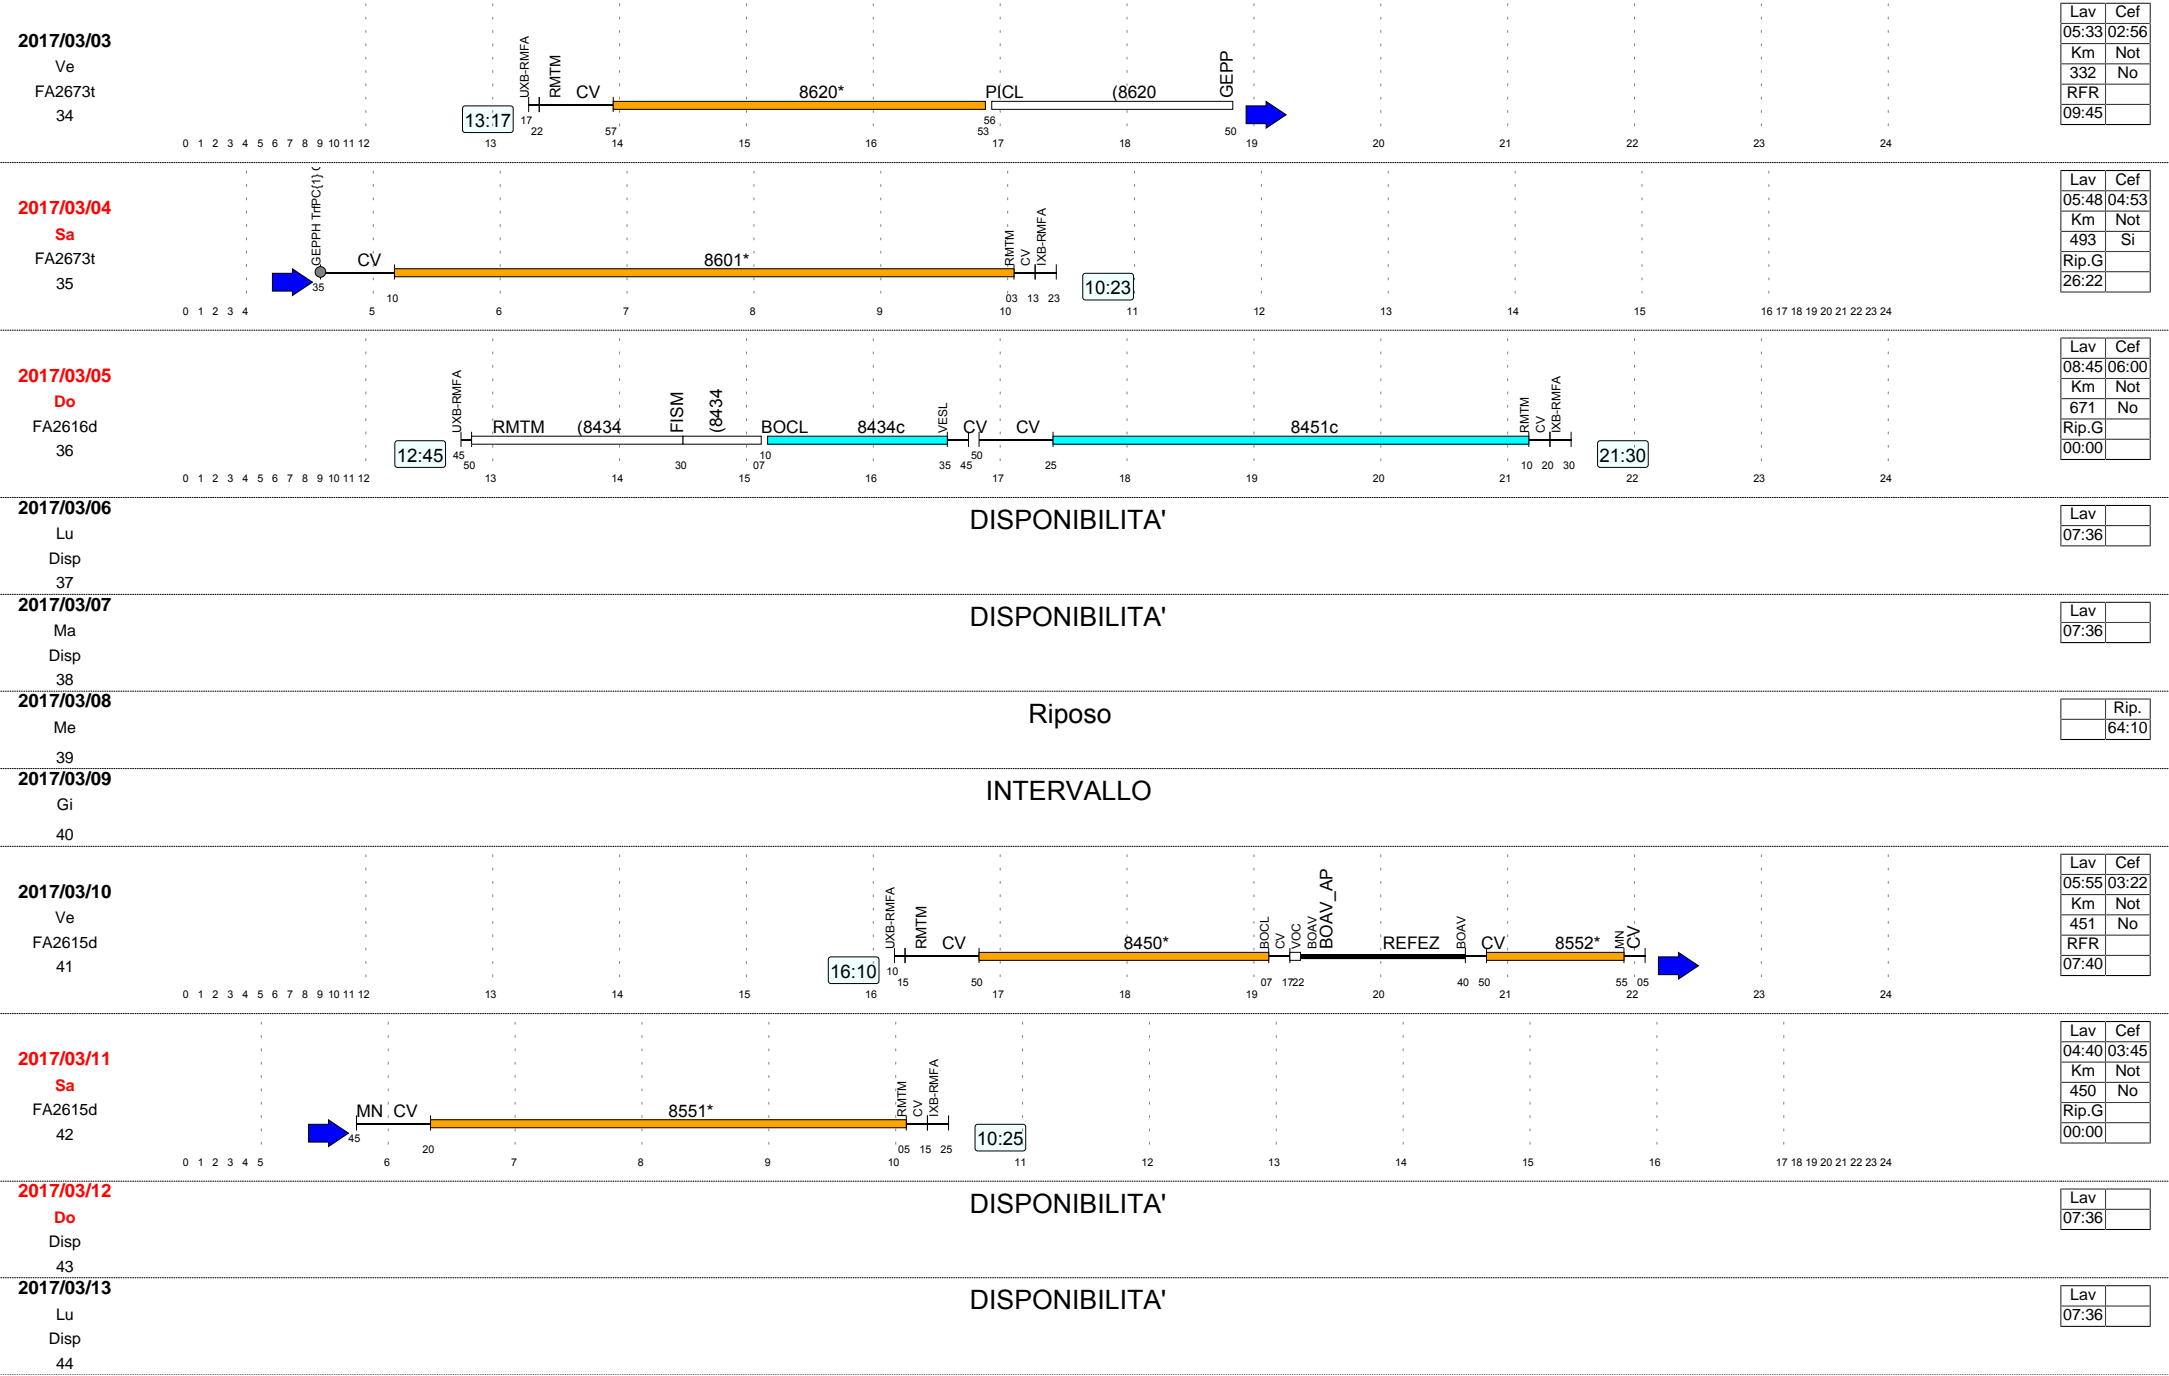 2017/03/03
Ve
FA2673t
34
13:17
UXB-RMFA
RMTM
CV
8620*
PICL
(8620
GEPP
17 22 57 56 53 50
0 1 2 3 4 5 6 7 8 9 10 11 12 13 14 15 16 17 18 19 20 21 22 23 24
Lav Cef
05:33 02:56
Km Not
332 No
RFR
09:45
2017/03/04
Sa
FA2673t
35
GEPPH TrfPC{1}
CV
8601*
RMTM
CV
IXB-RMFA
10:23
35 10 03 13 23
0 1 2 3 4 5 6 7 8 9 10 11 12 13 14 15 16 17 18 19 20 21 22 23 24
Lav Cef
05:48 04:53
Km Not
493 Si
Rip.G
26:22
2017/03/05
Do
FA2616d
36
12:45
UXB-RMFA
RMTM
(8434
FISM
(8434
BOCL
8434c
VESL
CV
CV
8451c
RMTM
CV
IXB-RMFA
21:30
45 50 30 07 10 35 45 50 25 10 20 30
0 1 2 3 4 5 6 7 8 9 10 11 12 13 14 15 16 17 18 19 20 21 22 23 24
Lav Cef
08:45 06:00
Km Not
671 No
Rip.G
00:00
2017/03/06
Lu
Disp
37
DISPONIBILITA'
Lav
07:36
2017/03/07
Ma
Disp
38
DISPONIBILITA'
Lav
07:36
2017/03/08
Me
39
Riposo
Rip.
64:10
2017/03/09
Gi
40
INTERVALLO
2017/03/10
Ve
FA2615d
41
16:10
UXB-RMFA
RMTM
CV
8450*
BOCL
CV
VOC
BOAV
BOAV_AP
REFEZ
BOAV
CV
8552*
MN
CV
10 15 50 07 17 22 40 50 55 05
0 1 2 3 4 5 6 7 8 9 10 11 12 13 14 15 16 17 18 19 20 21 22 23 24
Lav Cef
05:55 03:22
Km Not
451 No
RFR
07:40
2017/03/11
Sa
FA2615d
42
MN
CV
8551*
RMTM
CV
IXB-RMFA
10:25
45 20 05 15 25
0 1 2 3 4 5 6 7 8 9 10 11 12 13 14 15 16 17 18 19 20 21 22 23 24
Lav Cef
04:40 03:45
Km Not
450 No
Rip.G
00:00
2017/03/12
Do
Disp
43
DISPONIBILITA'
Lav
07:36
2017/03/13
Lu
Disp
44
DISPONIBILITA'
Lav
07:36